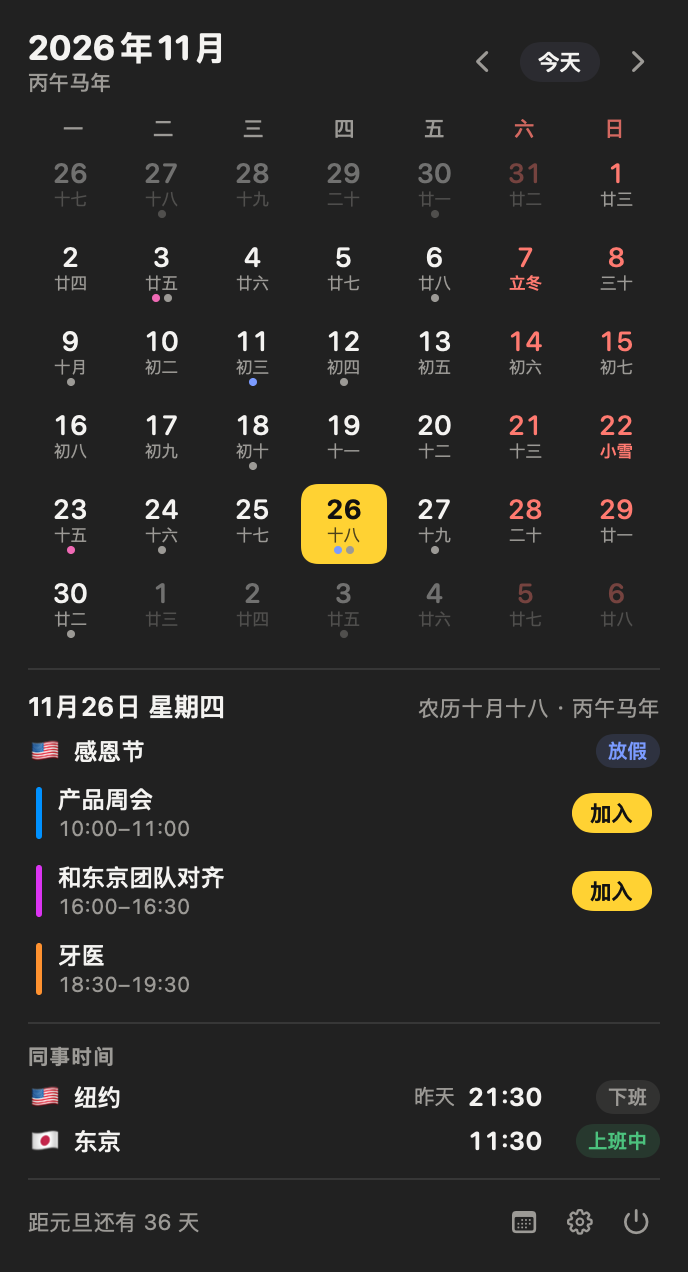 2026年11月
丙午马年
今天
一 二 三 四 五 六 日
26 27 28 29 30 31 1
十七 十八 十九 二十 廿一 廿二 廿三
2 3 4 5 6 7 8
廿四 廿五 廿六 廿七 廿八 立冬 三十
9 10 11 12 13 14 15
十月 初二 初三 初四 初五 初六 初七
16 17 18 19 20 21 22
初八 初九 初十 十一 十二 十三 小雪
23 24 25 26 27 28 29
十五 十六 十七 十八 十九 二十 廿一
30 1 2 3 4 5 6
廿二 廿三 廿四 廿五 廿六 廿七 廿八
11月26日 星期四 农历十月十八 · 丙午马年
感恩节 放假
产品周会
10:00–11:00 加入
和东京团队对齐
16:00–16:30 加入
牙医
18:30–19:30
同事时间
纽约 昨天 21:30 下班
东京 11:30 上班中
距元旦还有 36 天